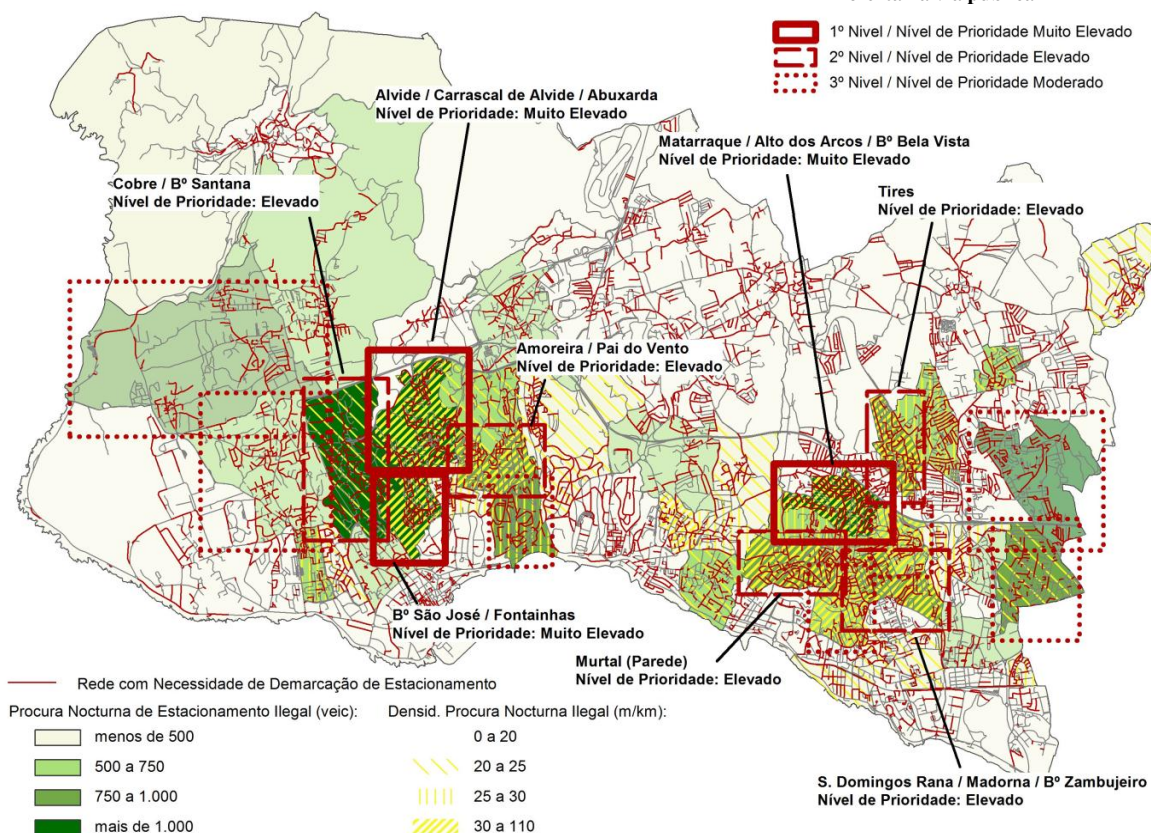 1º Nivel / Nível de Prioridade Muito Elevado
2º Nivel / Nível de Prioridade Elevado
3º Nivel / Nível de Prioridade Moderado
Alvide / Carrascal de Alvide / Abuxarda
Nível de Prioridade: Muito Elevado
Matarraque / Alto dos Arcos / Bº Bela Vista
Nível de Prioridade: Muito Elevado
Cobre / Bº Santana
Nível de Prioridade: Elevado
Tires
Nível de Prioridade: Elevado
Amoreira / Pai do Vento
Nível de Prioridade: Elevado
Bº São José / Fontainhas
Nível de Prioridade: Muito Elevado
Murtal (Parede)
Nível de Prioridade: Elevado
S. Domingos Rana / Madorna / Bº Zambujeiro
Nível de Prioridade: Elevado
Rede com Necessidade de Demarcação de Estacionamento
Procura Nocturna de Estacionamento Ilegal (veic):
menos de 500
500 a 750
750 a 1.000
mais de 1.000
Densid. Procura Nocturna Ilegal (m/km):
0 a 20
20 a 25
25 a 30
30 a 110